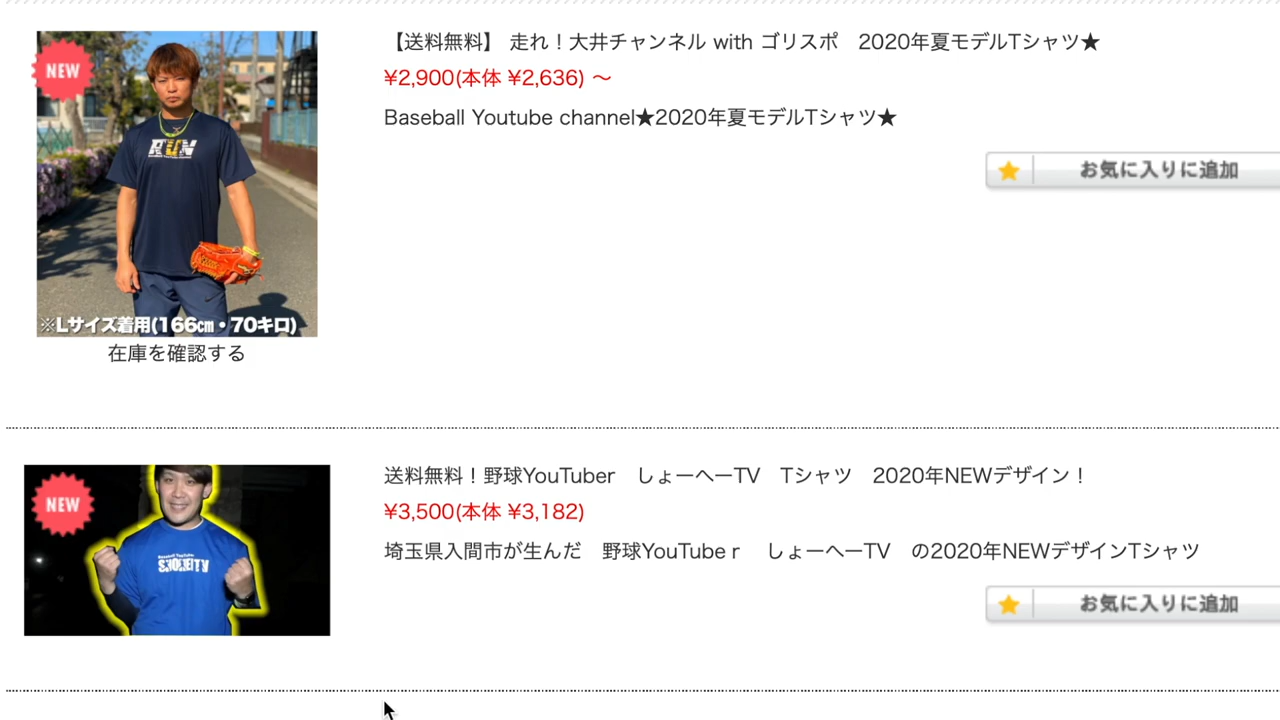 【送料無料】 走れ！大井チャンネル with ゴリスポ　2020年夏モデルTシャツ★
NEW
¥2,900(本体 ¥2,636) ～
Baseball Youtube channel★2020年夏モデルTシャツ★
RUN
お気に入りに追加
※Lサイズ着用(166㎝・70キロ)
在庫を確認する
送料無料！野球YouTuber　しょーへーTV　Tシャツ　2020年NEWデザイン！
NEW
¥3,500(本体 ¥3,182)
埼玉県入間市が生んだ　野球YouTubeｒ　しょーへーTV　の2020年NEWデザインTシャツ
Baseball YouTuber
SHOHEITV
お気に入りに追加